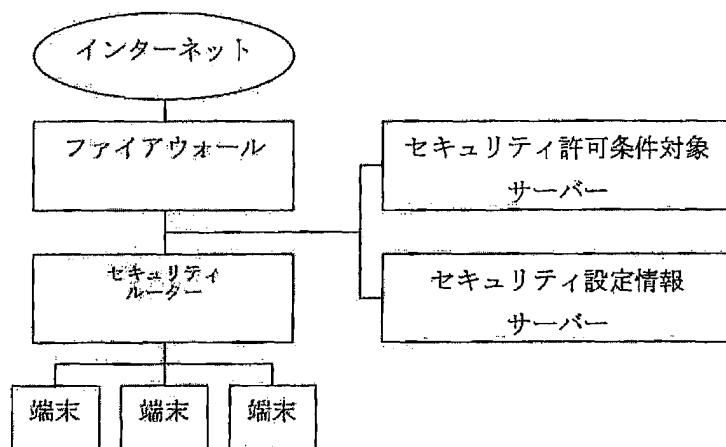 インターネット
ファイアウォール
セキュリティ許可条件対象
サーバー
セキュリティ
ルーター
セキュリティ設定情報
サーバー
端末
端末
端末